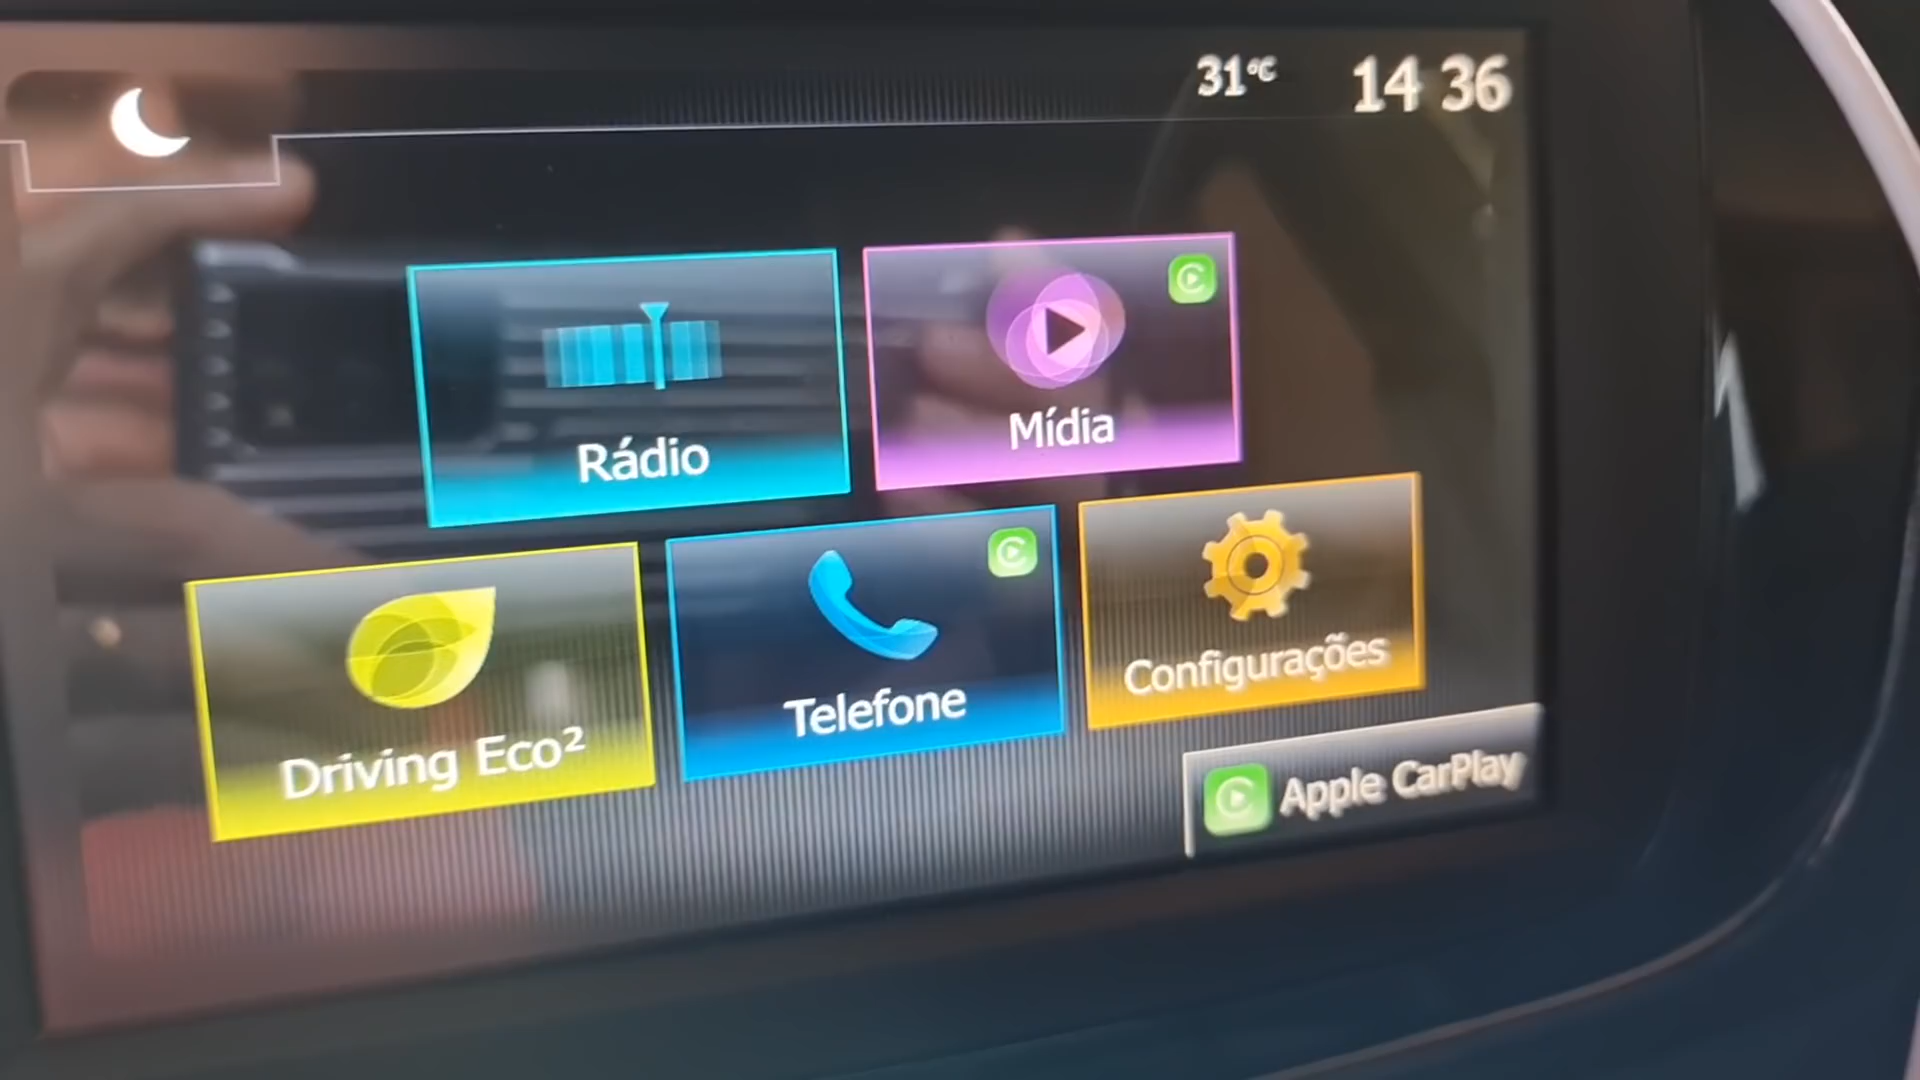 31°C 14 36
Rádio
Mídia
Driving Eco²
Telefone
Configurações
Apple CarPlay